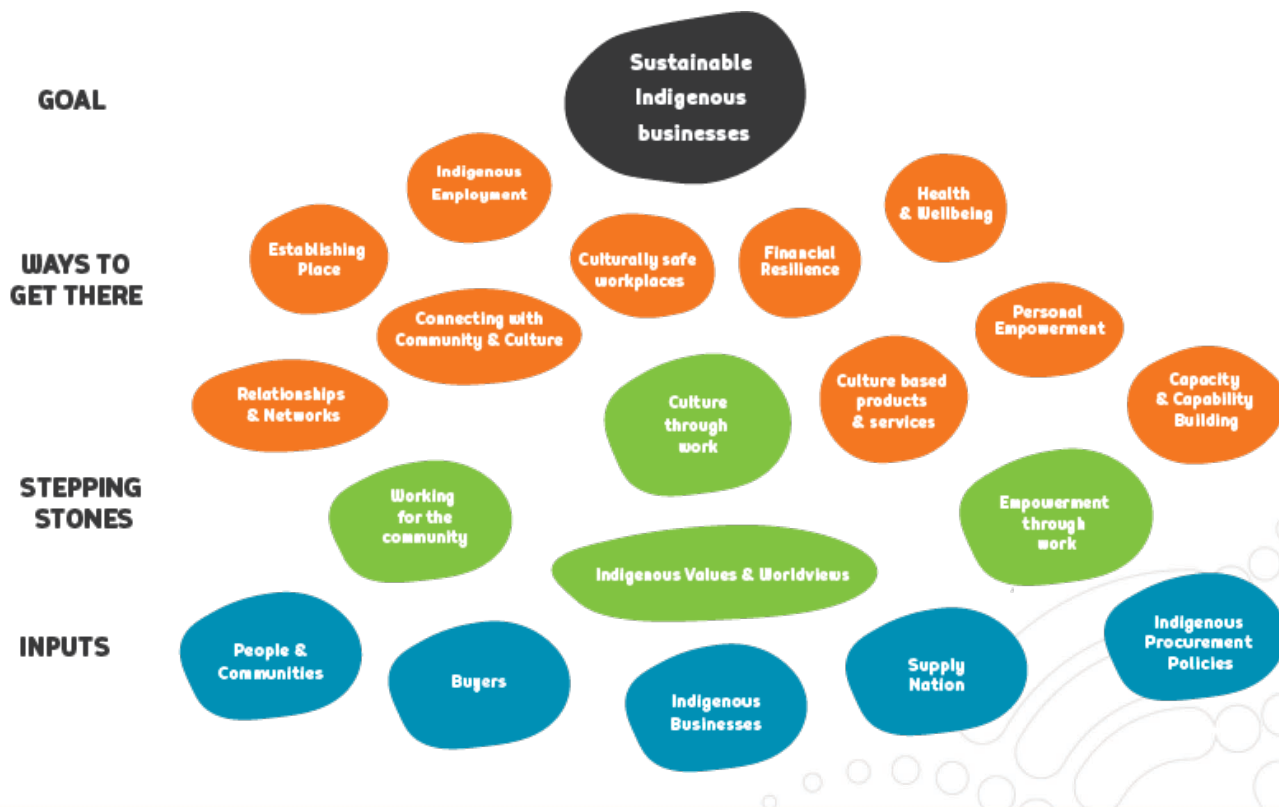 GOAL
Sustainable
Indigenous
businesses
WAYS TO
GET THERE
Indigenous
Employment
Health
& Wellbeing
Establishing
Place
Culturally safe
workplaces
Financial
Resilience
Connecting with
Community & Culture
Personal
Empowerment
Relationships
& Networks
Culture based
products
& services
Capacity
& Capability
Building
STEPPING
STONES
Culture
through
work
Working
for the
community
Empowerment
through
work
Indigenous Values & Worldviews
INPUTS
People &
Communities
Buyers
Indigenous
Businesses
Supply
Nation
Indigenous
Procurement
Policies